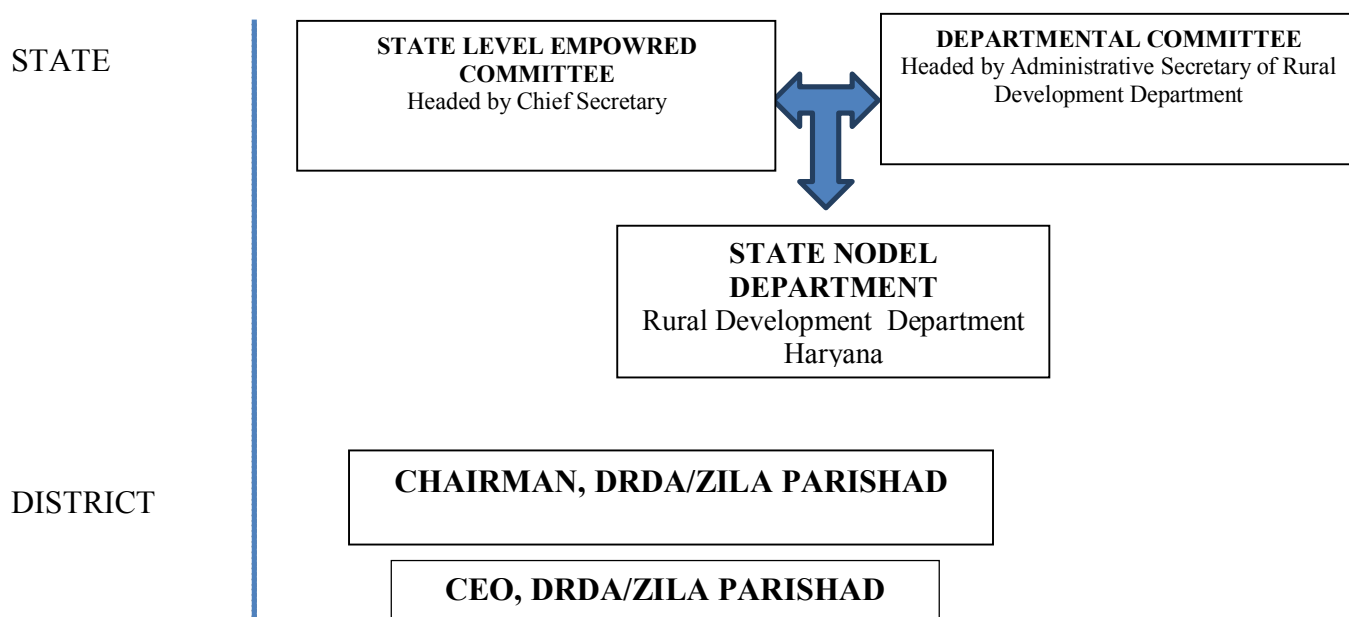 STATE
STATE LEVEL EMPOWRED
COMMITTEE
Headed by Chief Secretary
DEPARTMENTAL COMMITTEE
Headed by Administrative Secretary of Rural
Development Department
STATE NODEL
DEPARTMENT
Rural Development Department
Haryana
DISTRICT
CHAIRMAN, DRDA/ZILA PARISHAD
CEO, DRDA/ZILA PARISHAD